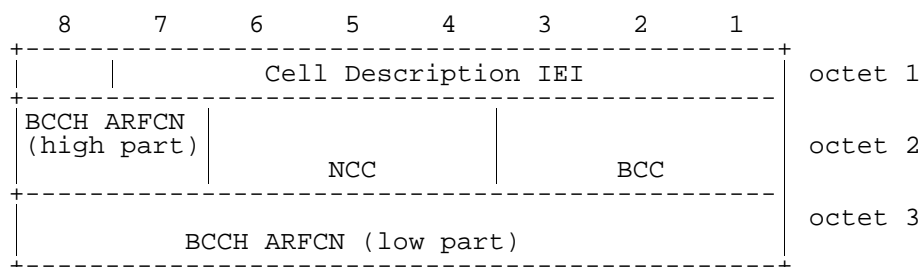 8 7 6 5 4 3 2 1
Cell Description IEI octet 1
BCCH ARFCN
(high part) octet 2
NCC BCC
octet 3
BCCH ARFCN (low part)